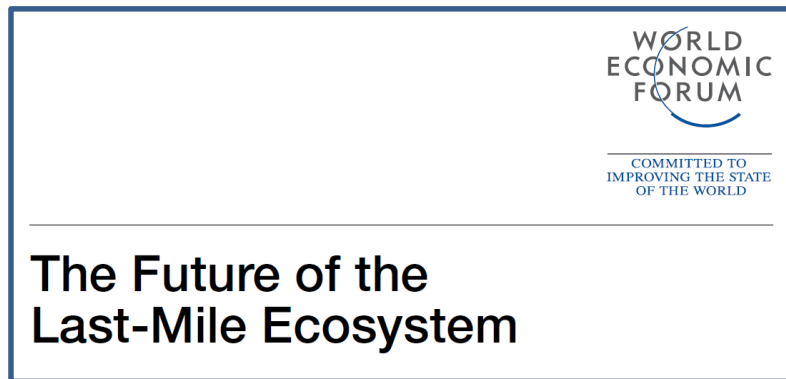 WORLD
ECONOMIC
FORUM
COMMITTED TO
IMPROVING THE STATE
OF THE WORLD
The Future of the
Last-Mile Ecosystem